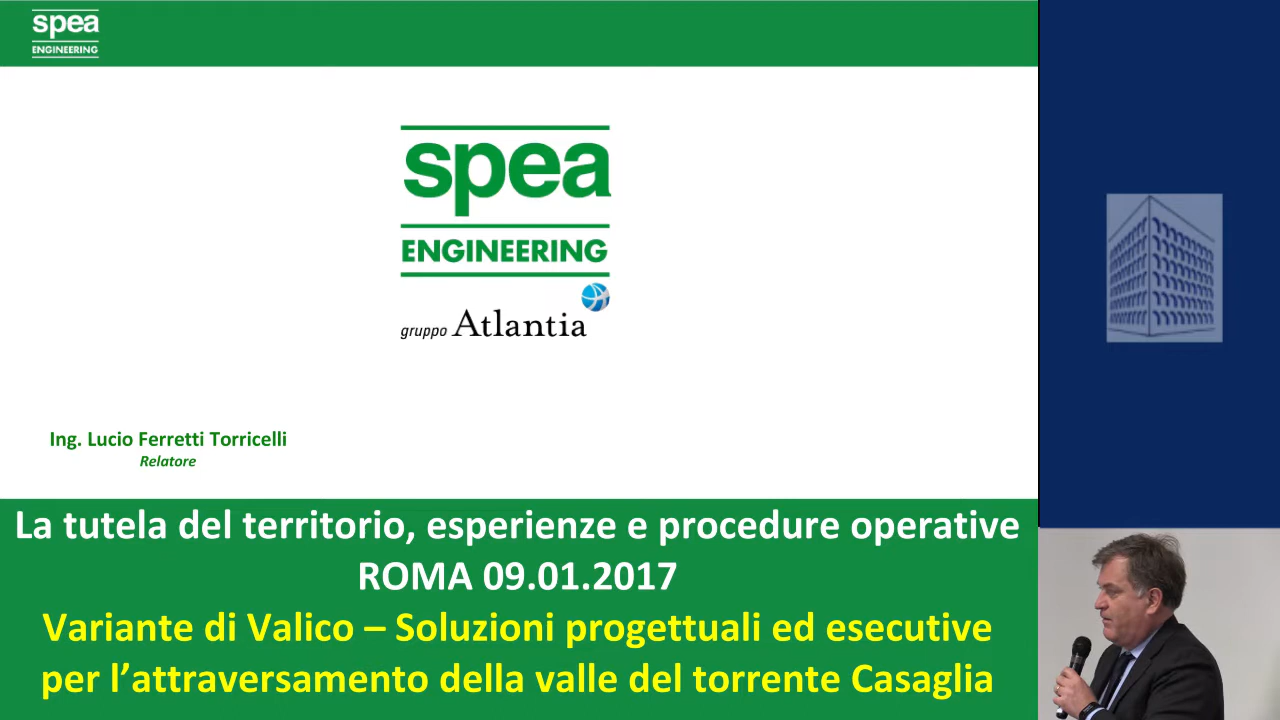 spea
ENGINEERING
spea
ENGINEERING
gruppo Atlantia
Ing. Lucio Ferretti Torricelli
Relatore
La tutela del territorio, esperienze e procedure operative
ROMA 09.01.2017
Variante di Valico – Soluzioni progettuali ed esecutive
per l’attraversamento della valle del torrente Casaglia